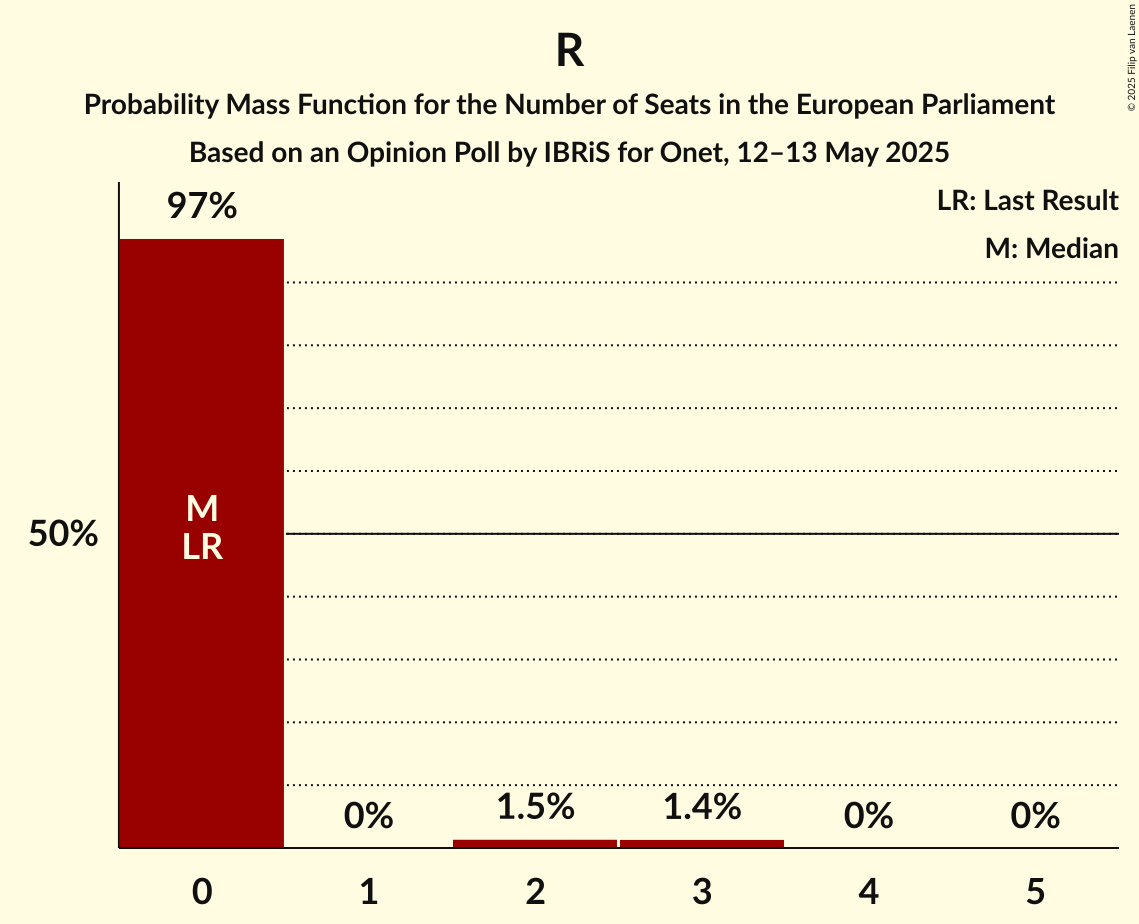 R
Probability Mass Function for the Number of Seats in the European Parliament
Based on an Opinion Poll by IBRiS for Onet, 12–13 May 2025
© 2025 Filip van Laenen
LR: Last Result
M: Median
97%
M
LR
50%
0%
1.5%
1.4%
0%
0%
0 1 2 3 4 5